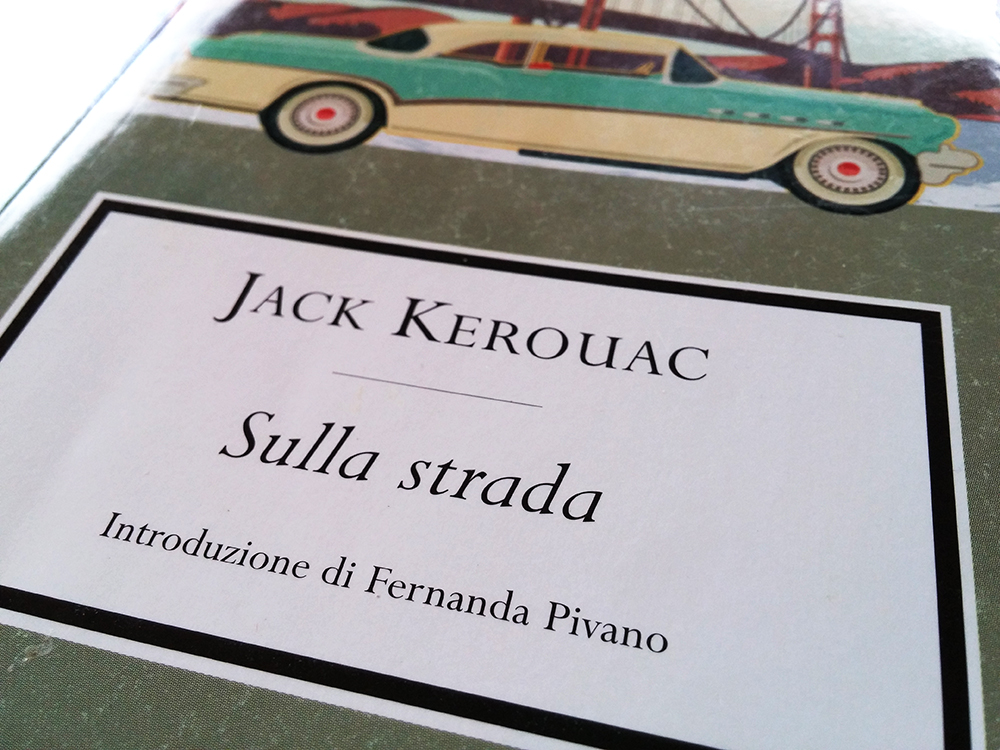 JACK KEROUAC
Sulla strada
Introduzione di Fernanda Pivano